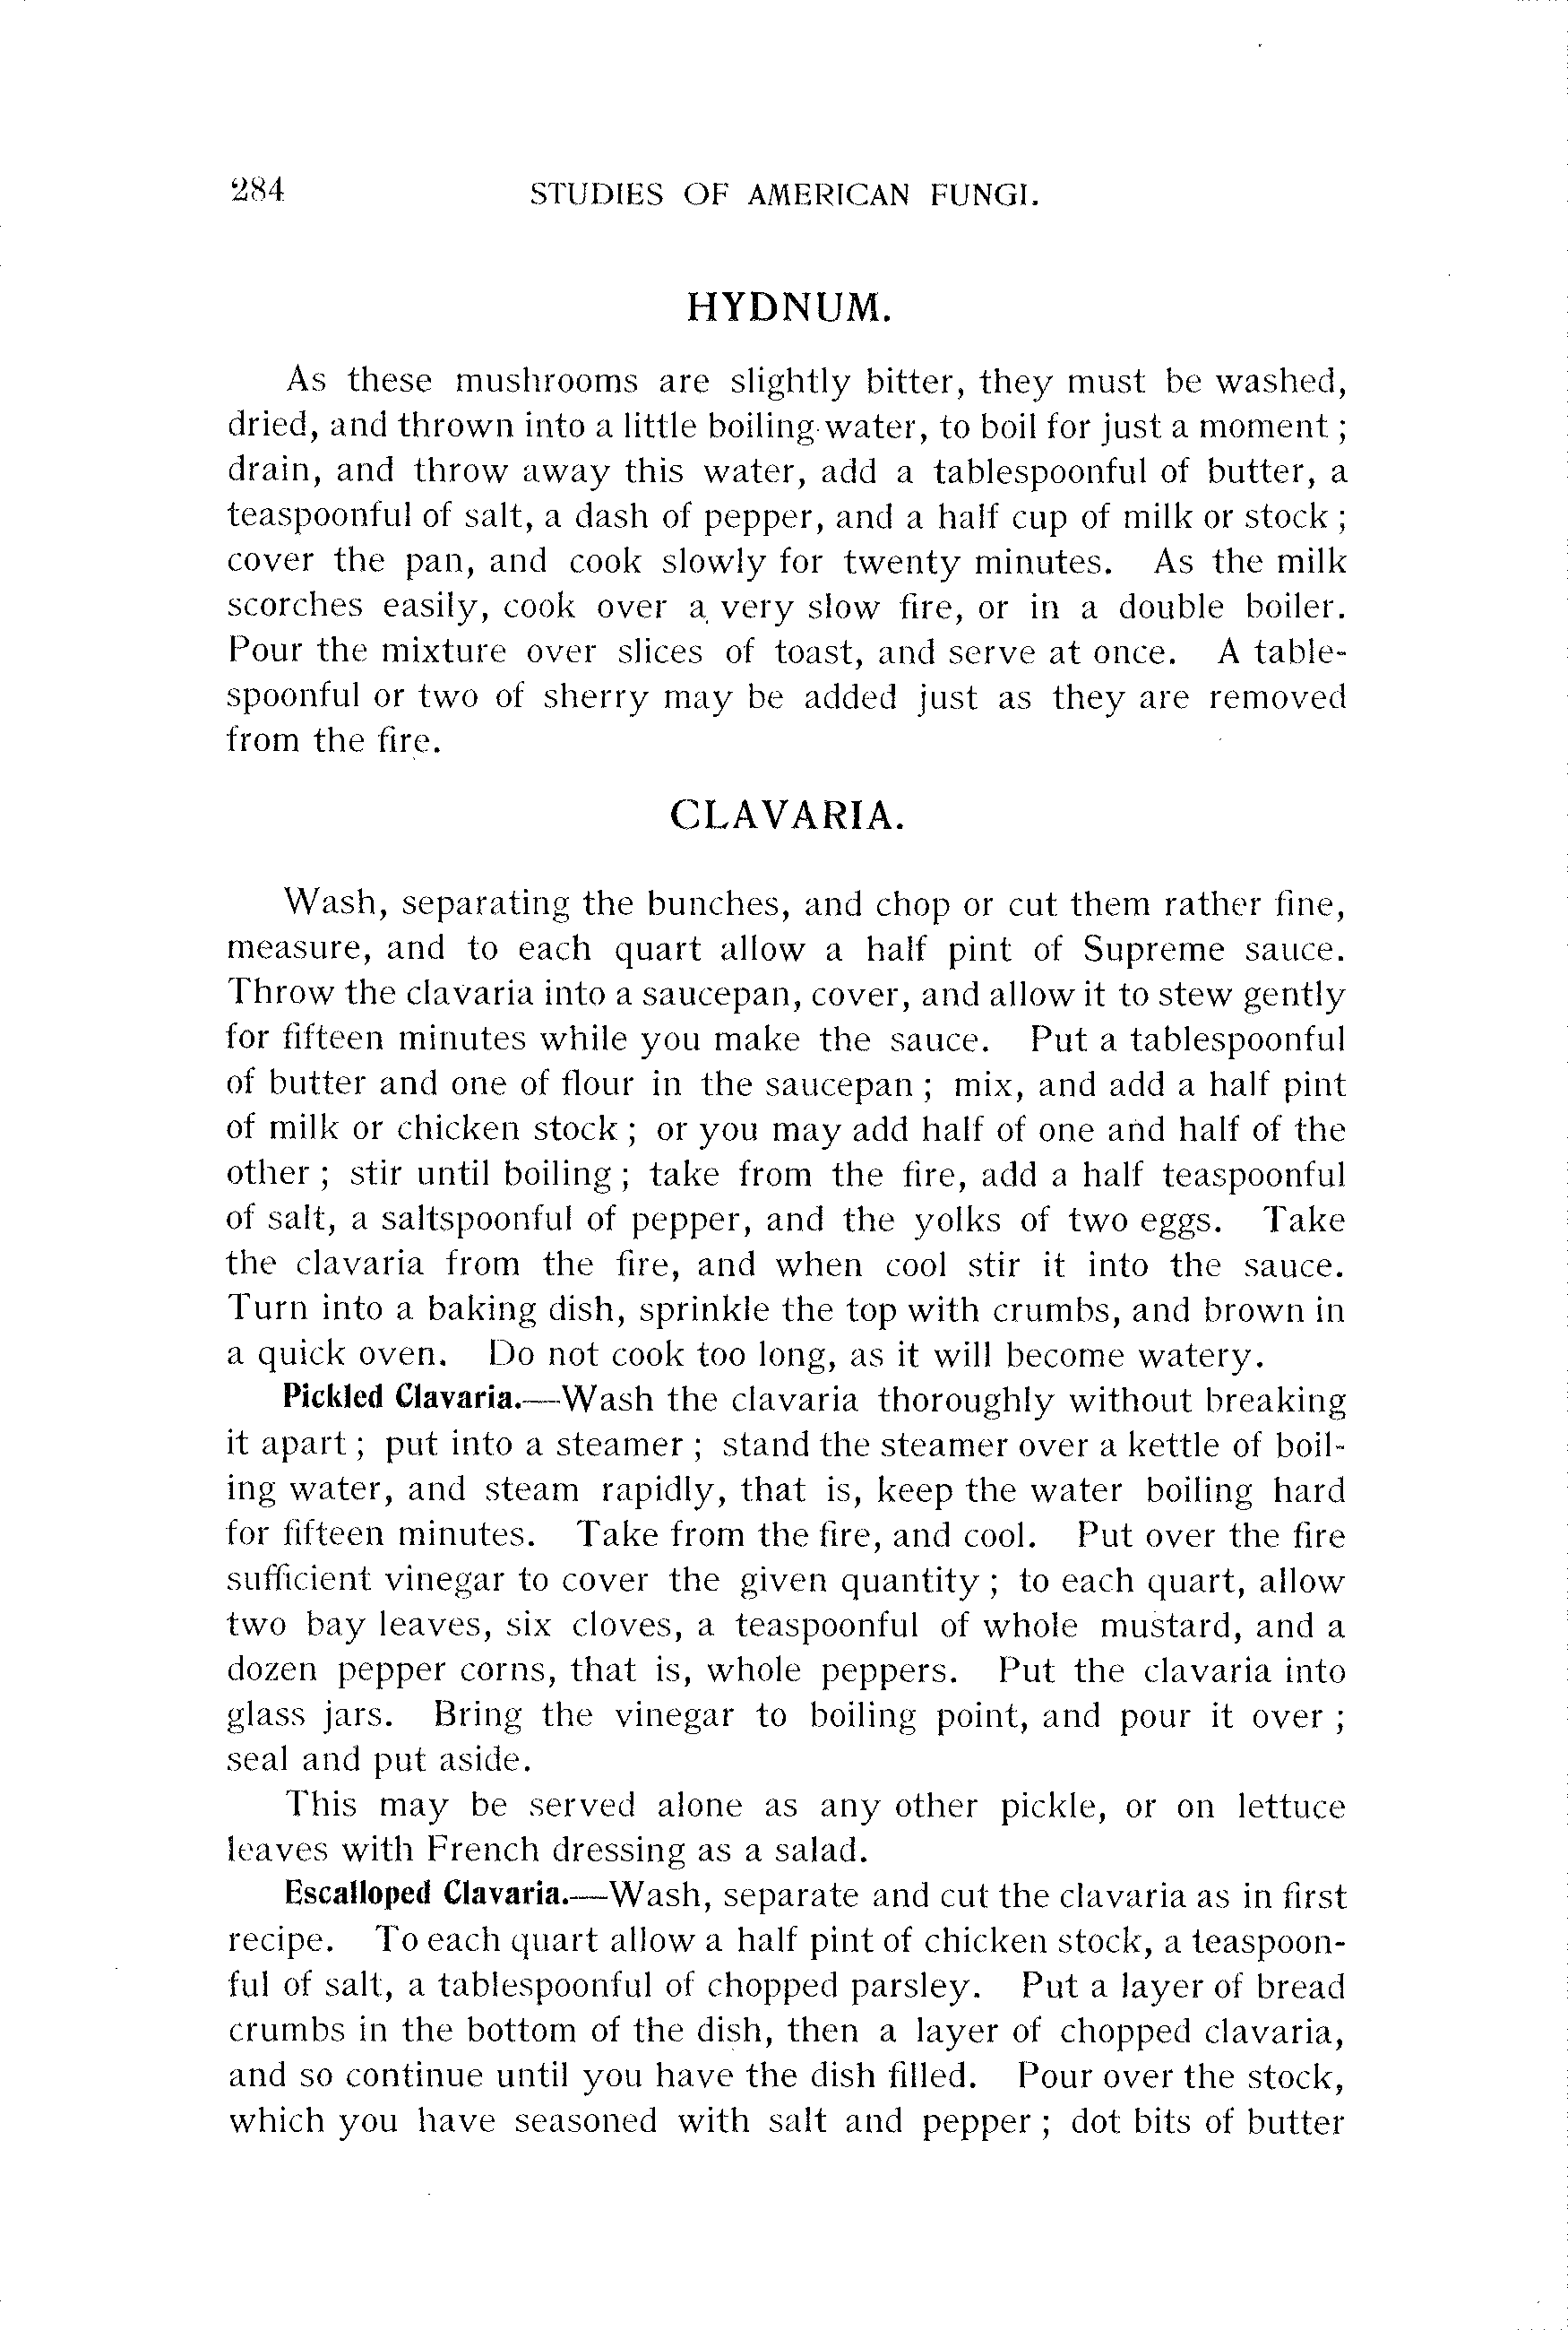 284 STUDIES OF AMERICAN FUNGI.
HYDNUM.
As these mushrooms are slightly bitter, they must be washed,
dried, and thrown into a little boiling water, to boil for just a moment ;
drain, and throw away this water, add a tablespoonful of butter, a
teaspoonful of salt, a dash of pepper, and a half cup of milk or stock ;
cover the pan, and cook slowly for twenty minutes. As the milk
scorches easily, cook over a very slow fire, or in a double boiler.
Pour the mixture over slices of toast, and serve at once. A table-
spoonful or two of sherry may be added just as they are removed
from the fire.
CLAVARIA.
Wash, separating the bunches, and chop or cut them rather fine,
measure, and to each quart allow a half pint of Supreme sauce.
Throw the clavaria into a saucepan, cover, and allow it to stew gently
for fifteen minutes while you make the sauce. Put a tablespoonful
of butter and one of flour in the saucepan ; mix, and add a half pint
of milk or chicken stock ; or you may add half of one and half of the
other ; stir until boiling ; take from the fire, add a half teaspoonful
of salt, a saltspoonful of pepper, and the yolks of two eggs. Take
the clavaria from the fire, and when cool stir it into the sauce.
Turn into a baking dish, sprinkle the top with crumbs, and brown in
a quick oven. Do not cook too long, as it will become watery.
Pickled Clavaria.—Wash the clavaria thoroughly without breaking
it apart ; put into a steamer ; stand the steamer over a kettle of boil-
ing water, and steam rapidly, that is, keep the water boiling hard
for fifteen minutes. Take from the fire, and cool. Put over the fire
sufficient vinegar to cover the given quantity ; to each quart, allow
two bay leaves, six cloves, a teaspoonful of whole mustard, and a
dozen pepper corns, that is, whole peppers. Put the clavaria into
glass jars. Bring the vinegar to boiling point, and pour it over ;
seal and put aside.
This may be served alone as any other pickle, or on lettuce
leaves with French dressing as a salad.
Escalloped Clavaria.—Wash, separate and cut the clavaria as in first
recipe. To each quart allow a half pint of chicken stock, a teaspoon-
ful of salt, a tablespoonful of chopped parsley. Put a layer of bread
crumbs in the bottom of the dish, then a layer of chopped clavaria,
and so continue until you have the dish filled. Pour over the stock,
which you have seasoned with salt and pepper ; dot bits of butter